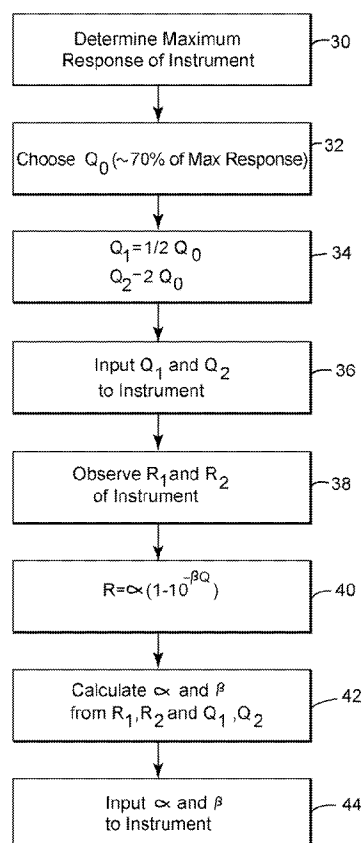 Determine Maximum
Response of Instrument
30
Choose Q0 (~70% of Max Response)
32
Q1=1/2 Q0
Q2=2 Q0
34
Input Q1 and Q2
to Instrument
36
Observe R1 and R2
of Instrument
38
R=∝(1-10^-βQ)
40
Calculate ∝ and β
from R1,R2 and Q1,Q2
42
Input ∝ and β
to Instrument
44